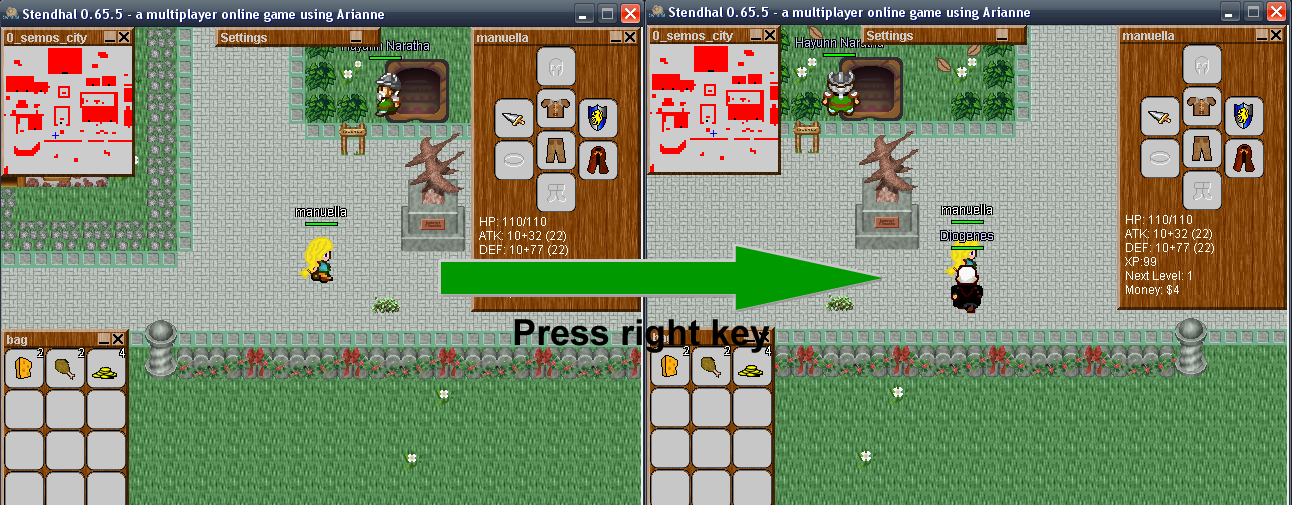 Stendhal 0.65.5 - a multiplayer online game using Arianne
0_semos_city
Settings
manuella
Hayunn Naratha
manuella
HP: 110/110
ATK: 10+32 (22)
DEF: 10+77 (22)
bag
2
2
4
Press right key
Stendhal 0.65.5 - a multiplayer online game using Arianne
0_semos_city
Settings
manuella
Hayunn Naratha
manuella
Diogenes
HP: 110/110
ATK: 10+32 (22)
DEF: 10+77 (22)
XP:99
Next Level: 1
Money: $4
2
2
4